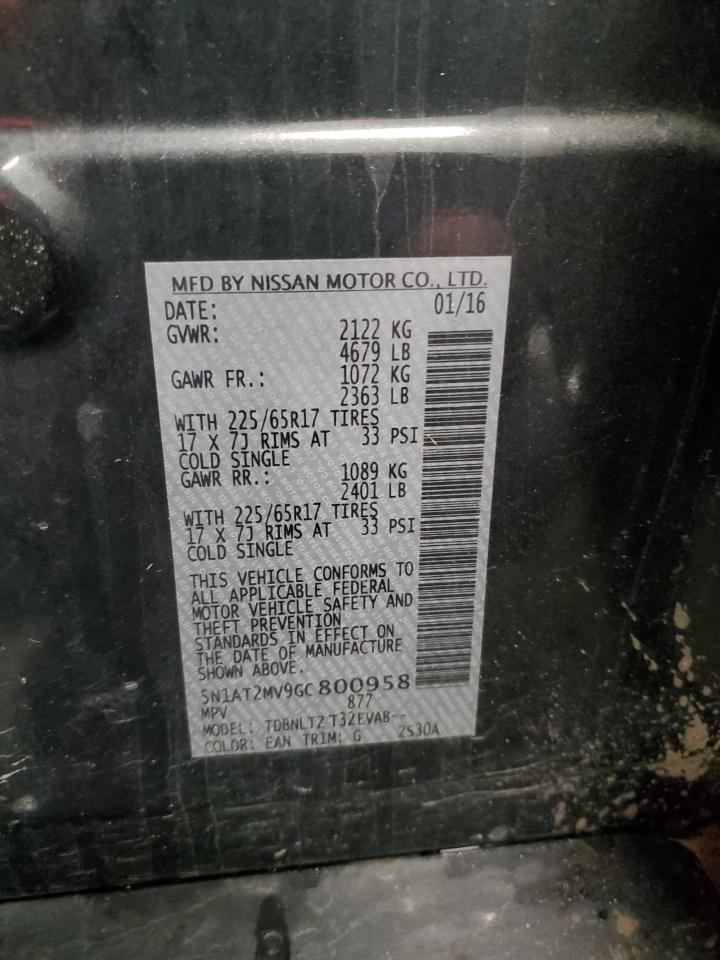 MFD BY NISSAN MOTOR CO., LTD.
DATE: 01/16
GVWR: 2122 KG
4679 LB
GAWR FR.: 1072 KG
2363 LB
WITH 225/65R17 TIRES
17 X 7J RIMS AT 33 PSI
COLD SINGLE
GAWR RR.: 1089 KG
2401 LB
WITH 225/65R17 TIRES
17 X 7J RIMS AT 33 PSI
COLD SINGLE
THIS VEHICLE CONFORMS TO
ALL APPLICABLE FEDERAL
MOTOR VEHICLE SAFETY AND
THEFT PREVENTION
STANDARDS IN EFFECT ON
THE DATE OF MANUFACTURE
SHOWN ABOVE.
5N1AT2MV9GC800958
MPV 877
MODEL: TDBNLTZ T32EVAB--
COLOR: EAN TRIM: G ZS30A